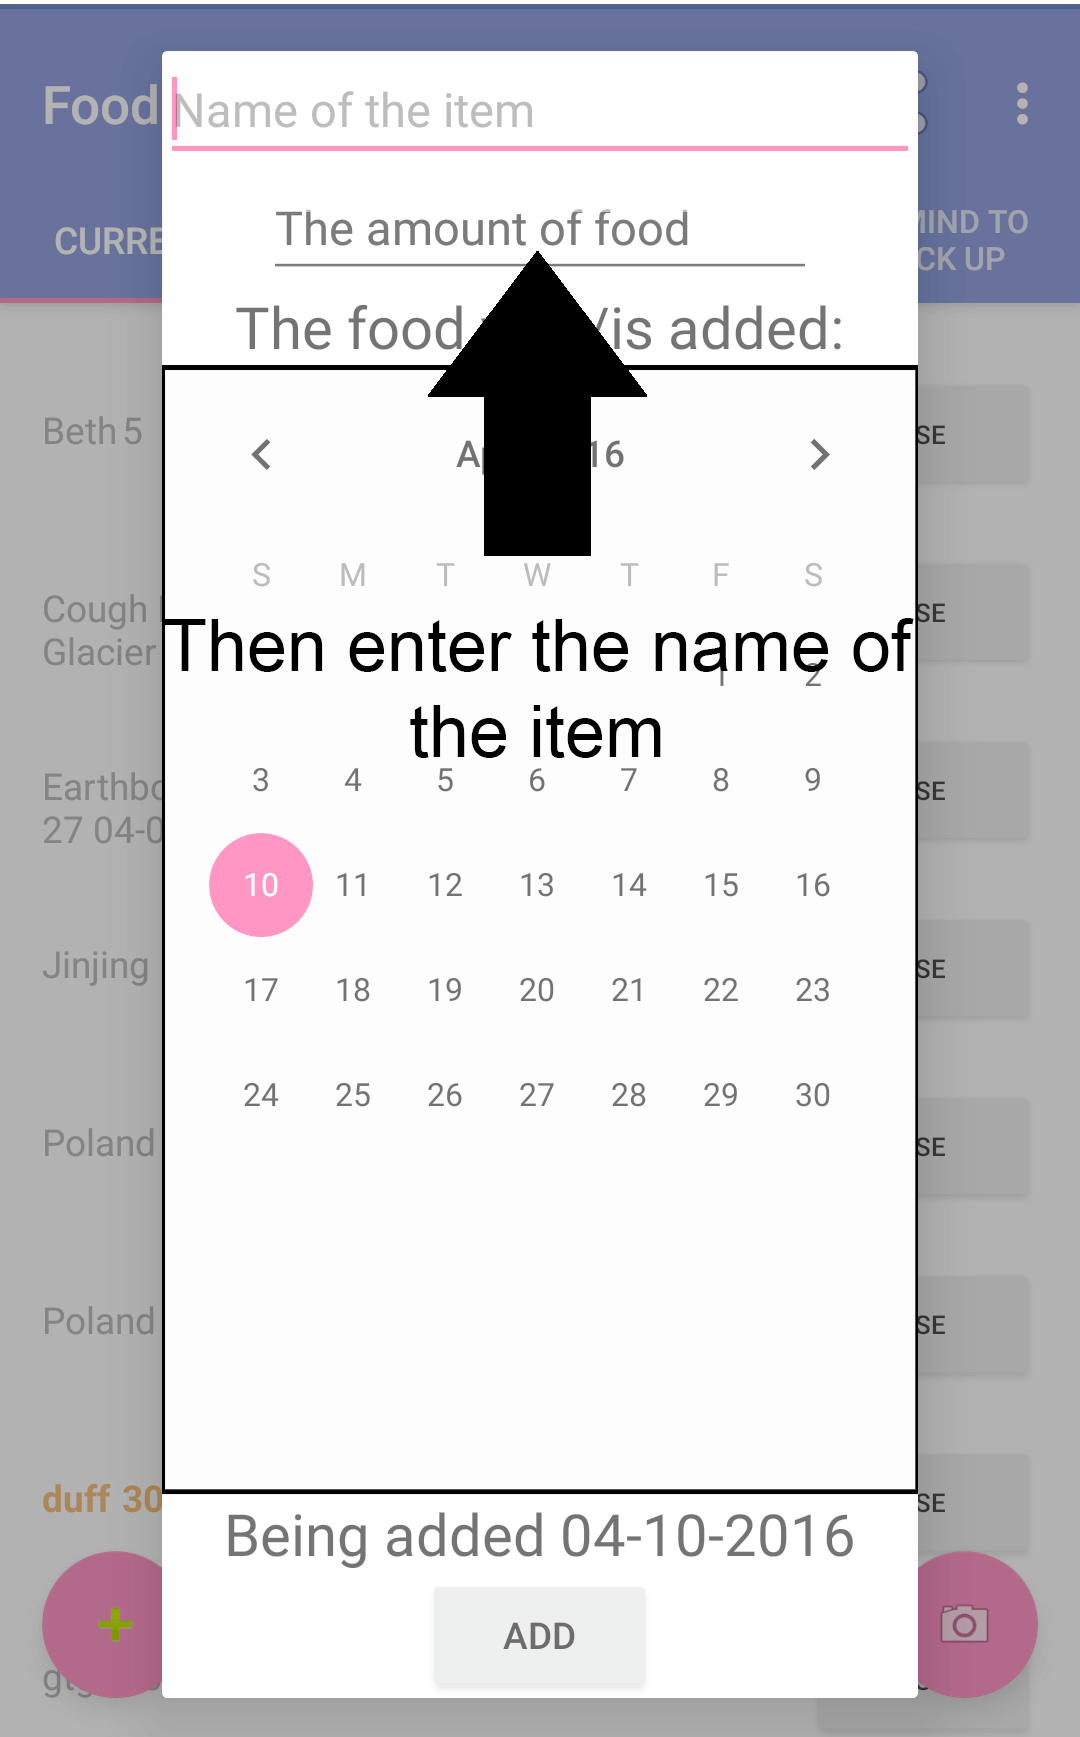 Food
Name of the item
CURRE
MIND TO
CK UP
The amount of food
The food /is added:
Beth 5
SE
16
S M T W T F S
Cough
Glacier
SE
Then enter the name of
1 2
the item
3 4 5 6 7 8 9
Earthbo
27 04-0
SE
10 11 12 13 14 15 16
Jinjing
SE
17 18 19 20 21 22 23
24 25 26 27 28 29 30
Poland
SE
Poland
SE
duff 30
SE
Being added 04-10-2016
ADD